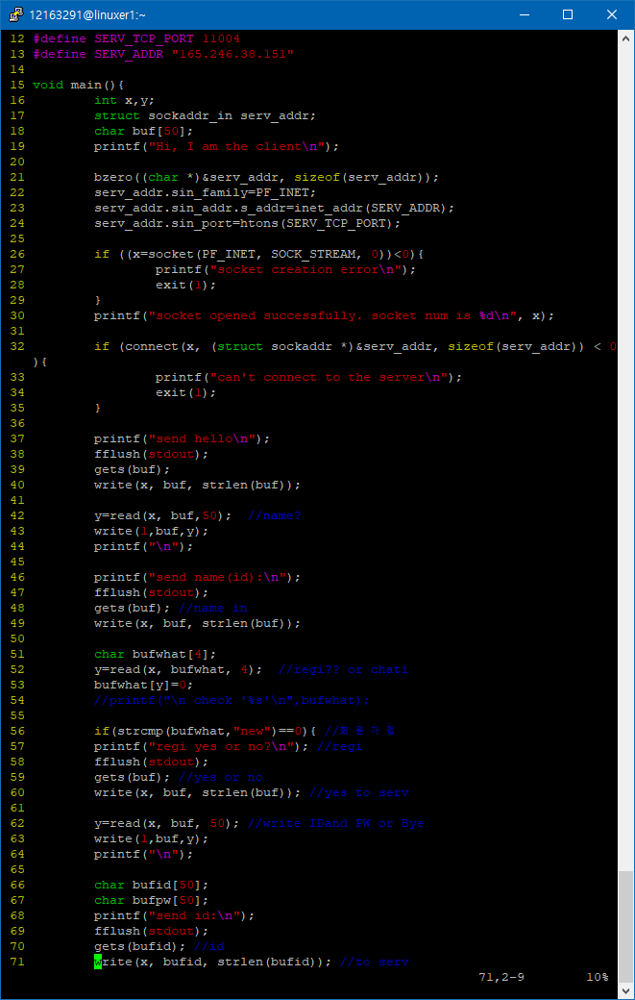 12163291@linuxer1:~
12 #define SERV_TCP_PORT 11004
13 #define SERV_ADDR "165.246.38.151"
14
15 void main(){
16         int x,y;
17         struct sockaddr_in serv_addr;
18         char buf[50];
19         printf("Hi, I am the client\n");
20
21         bzero((char *)&serv_addr, sizeof(serv_addr));
22         serv_addr.sin_family=PF_INET;
23         serv_addr.sin_addr.s_addr=inet_addr(SERV_ADDR);
24         serv_addr.sin_port=htons(SERV_TCP_PORT);
25
26         if ((x=socket(PF_INET, SOCK_STREAM, 0))<0){
27                 printf("socket creation error\n");
28                 exit(1);
29         }
30         printf("socket opened successfully. socket num is %d\n", x);
31
32         if (connect(x, (struct sockaddr *)&serv_addr, sizeof(serv_addr)) < 0
){
33                 printf("can't connect to the server\n");
34                 exit(1);
35         }
36
37         printf("send hello\n");
38         fflush(stdout);
39         gets(buf);
40         write(x, buf, strlen(buf));
41
42         y=read(x, buf,50);  //name?
43         write(1,buf,y);
44         printf("\n");
45
46         printf("send name(id):\n");
47         fflush(stdout);
48         gets(buf); //name in
49         write(x, buf, strlen(buf));
50
51         char bufwhat[4];
52         y=read(x, bufwhat, 4);  //regi?? or chati
53         bufwhat[y]=0;
54         //printf("\n check '%s'\n",bufwhat);
55
56         if(strcmp(bufwhat,"new")==0){ //
57         printf("regi yes or no?\n"); //regi
58         fflush(stdout);
59         gets(buf); //yes or no
60         write(x, buf, strlen(buf)); //yes to serv
61
62         y=read(x, buf, 50); //write IDand PW or Bye
63         write(1,buf,y);
64         printf("\n");
65
66         char bufid[50];
67         char bufpw[50];
68         printf("send id:\n");
69         fflush(stdout);
70         gets(bufid); //id
71         write(x, bufid, strlen(bufid)); //to serv
71,2-9        10%